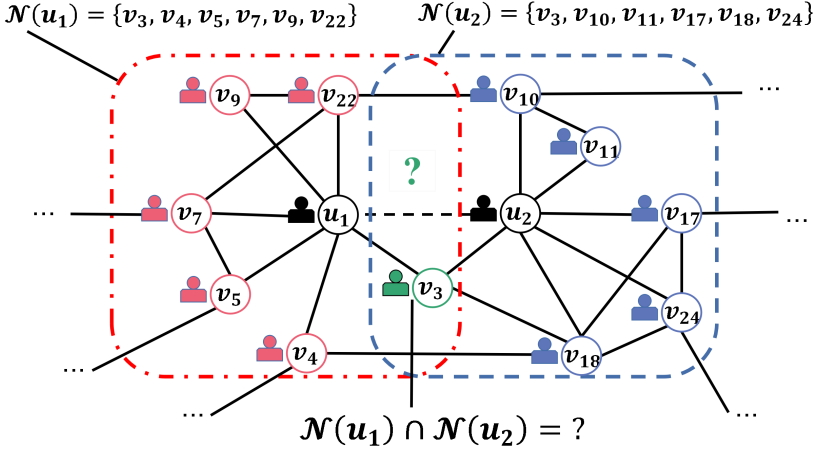 𝓝(u₁) = {v₃, v₄, v₅, v₇, v₉, v₂₂}
𝓝(u₂) = {v₃, v₁₀, v₁₁, v₁₇, v₁₈, v₂₄}
v₉
v₂₂
v₁₀
...
v₁₁
?
...
v₇
u₁
u₂
v₁₇
...
v₅
v₃
v₂₄
v₄
v₁₈
...
...
...
𝓝(u₁) ∩ 𝓝(u₂) = ?